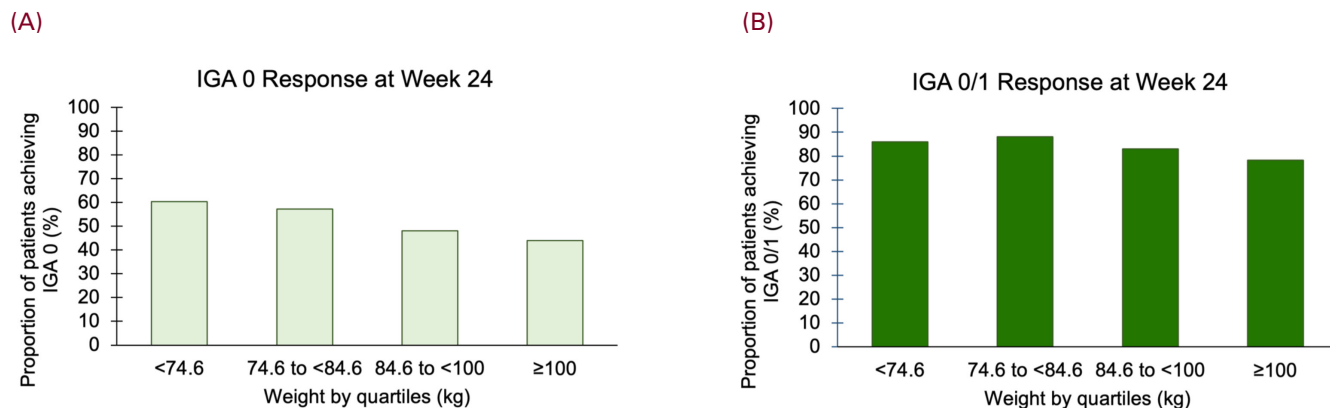 (A)
IGA 0 Response at Week 24
Proportion of patients achieving
IGA 0 (%)
100
90
80
70
60
50
40
30
20
10
0
<74.6
74.6 to <84.6
84.6 to <100
≥100
Weight by quartiles (kg)
(B)
IGA 0/1 Response at Week 24
Proportion of patients achieving
IGA 0/1 (%)
100
90
80
70
60
50
40
30
20
10
0
<74.6
74.6 to <84.6
84.6 to <100
≥100
Weight by quartiles (kg)